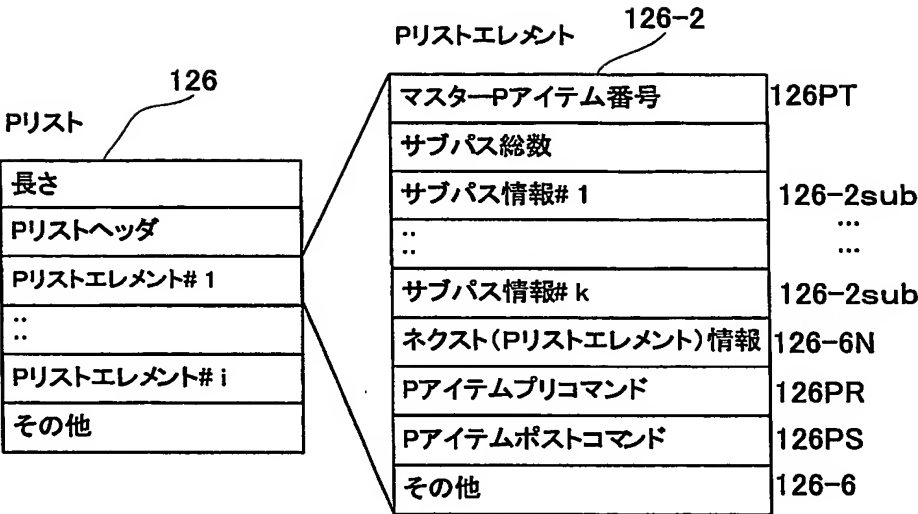 126
Pリスト
長さ
Pリストヘッダ
Pリストエレメント#1
::
Pリストエレメント#i
その他
Pリストエレメント
126-2
マスターPアイテム番号 126PT
サブパス総数
サブパス情報#1 126-2sub
:: …
…
サブパス情報#k 126-2sub
ネクスト(Pリストエレメント)情報 126-6N
Pアイテムプリコマンド 126PR
Pアイテムポストコマンド 126PS
その他 126-6